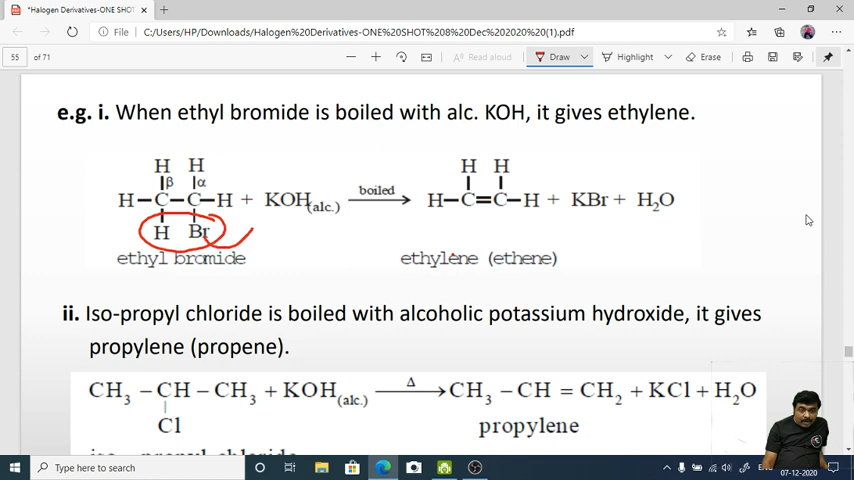 *Halogen Derivatives-ONE SHOT
File
C:/Users/HP/Downloads/Halogen%20Derivatives-ONE%20SHOT%208%20Dec%202020%20(1).pdf
55 of 71
Read aloud
Draw
Highlight
Erase
e.g. i. When ethyl bromide is boiled with alc. KOH, it gives ethylene.
H H H H
β α boiled
H–C–C–H + KOH(alc.) → H–C=C–H + KBr + H2O
H Br
ethyl bromide ethylene (ethene)
ii. Iso-propyl chloride is boiled with alcoholic potassium hydroxide, it gives
propylene (propene).
CH3 –CH–CH3 + KOH(alc.) Δ→ CH3 –CH = CH2 + KCl + H2O
Cl propylene
iso – propyl chloride
Type here to search
07-12-2020